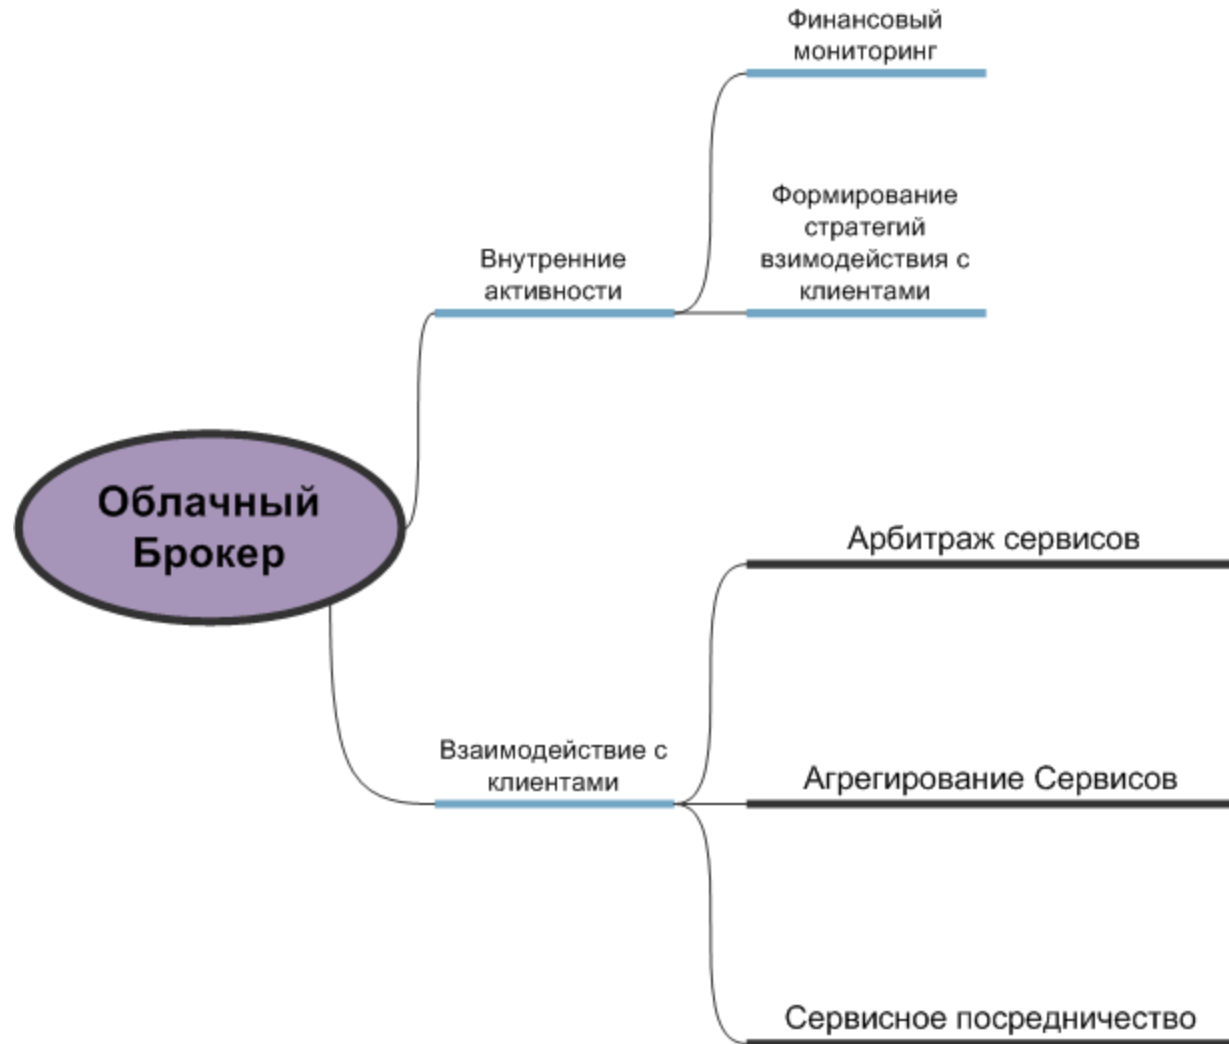 Финансовый
мониторинг
Формирование
стратегий
взимодействия с
клиентами
Внутренние
активности
Облачный
Брокер
Арбитраж сервисов
Взаимодействие с
клиентами
Агрегирование Сервисов
Сервисное посредничество